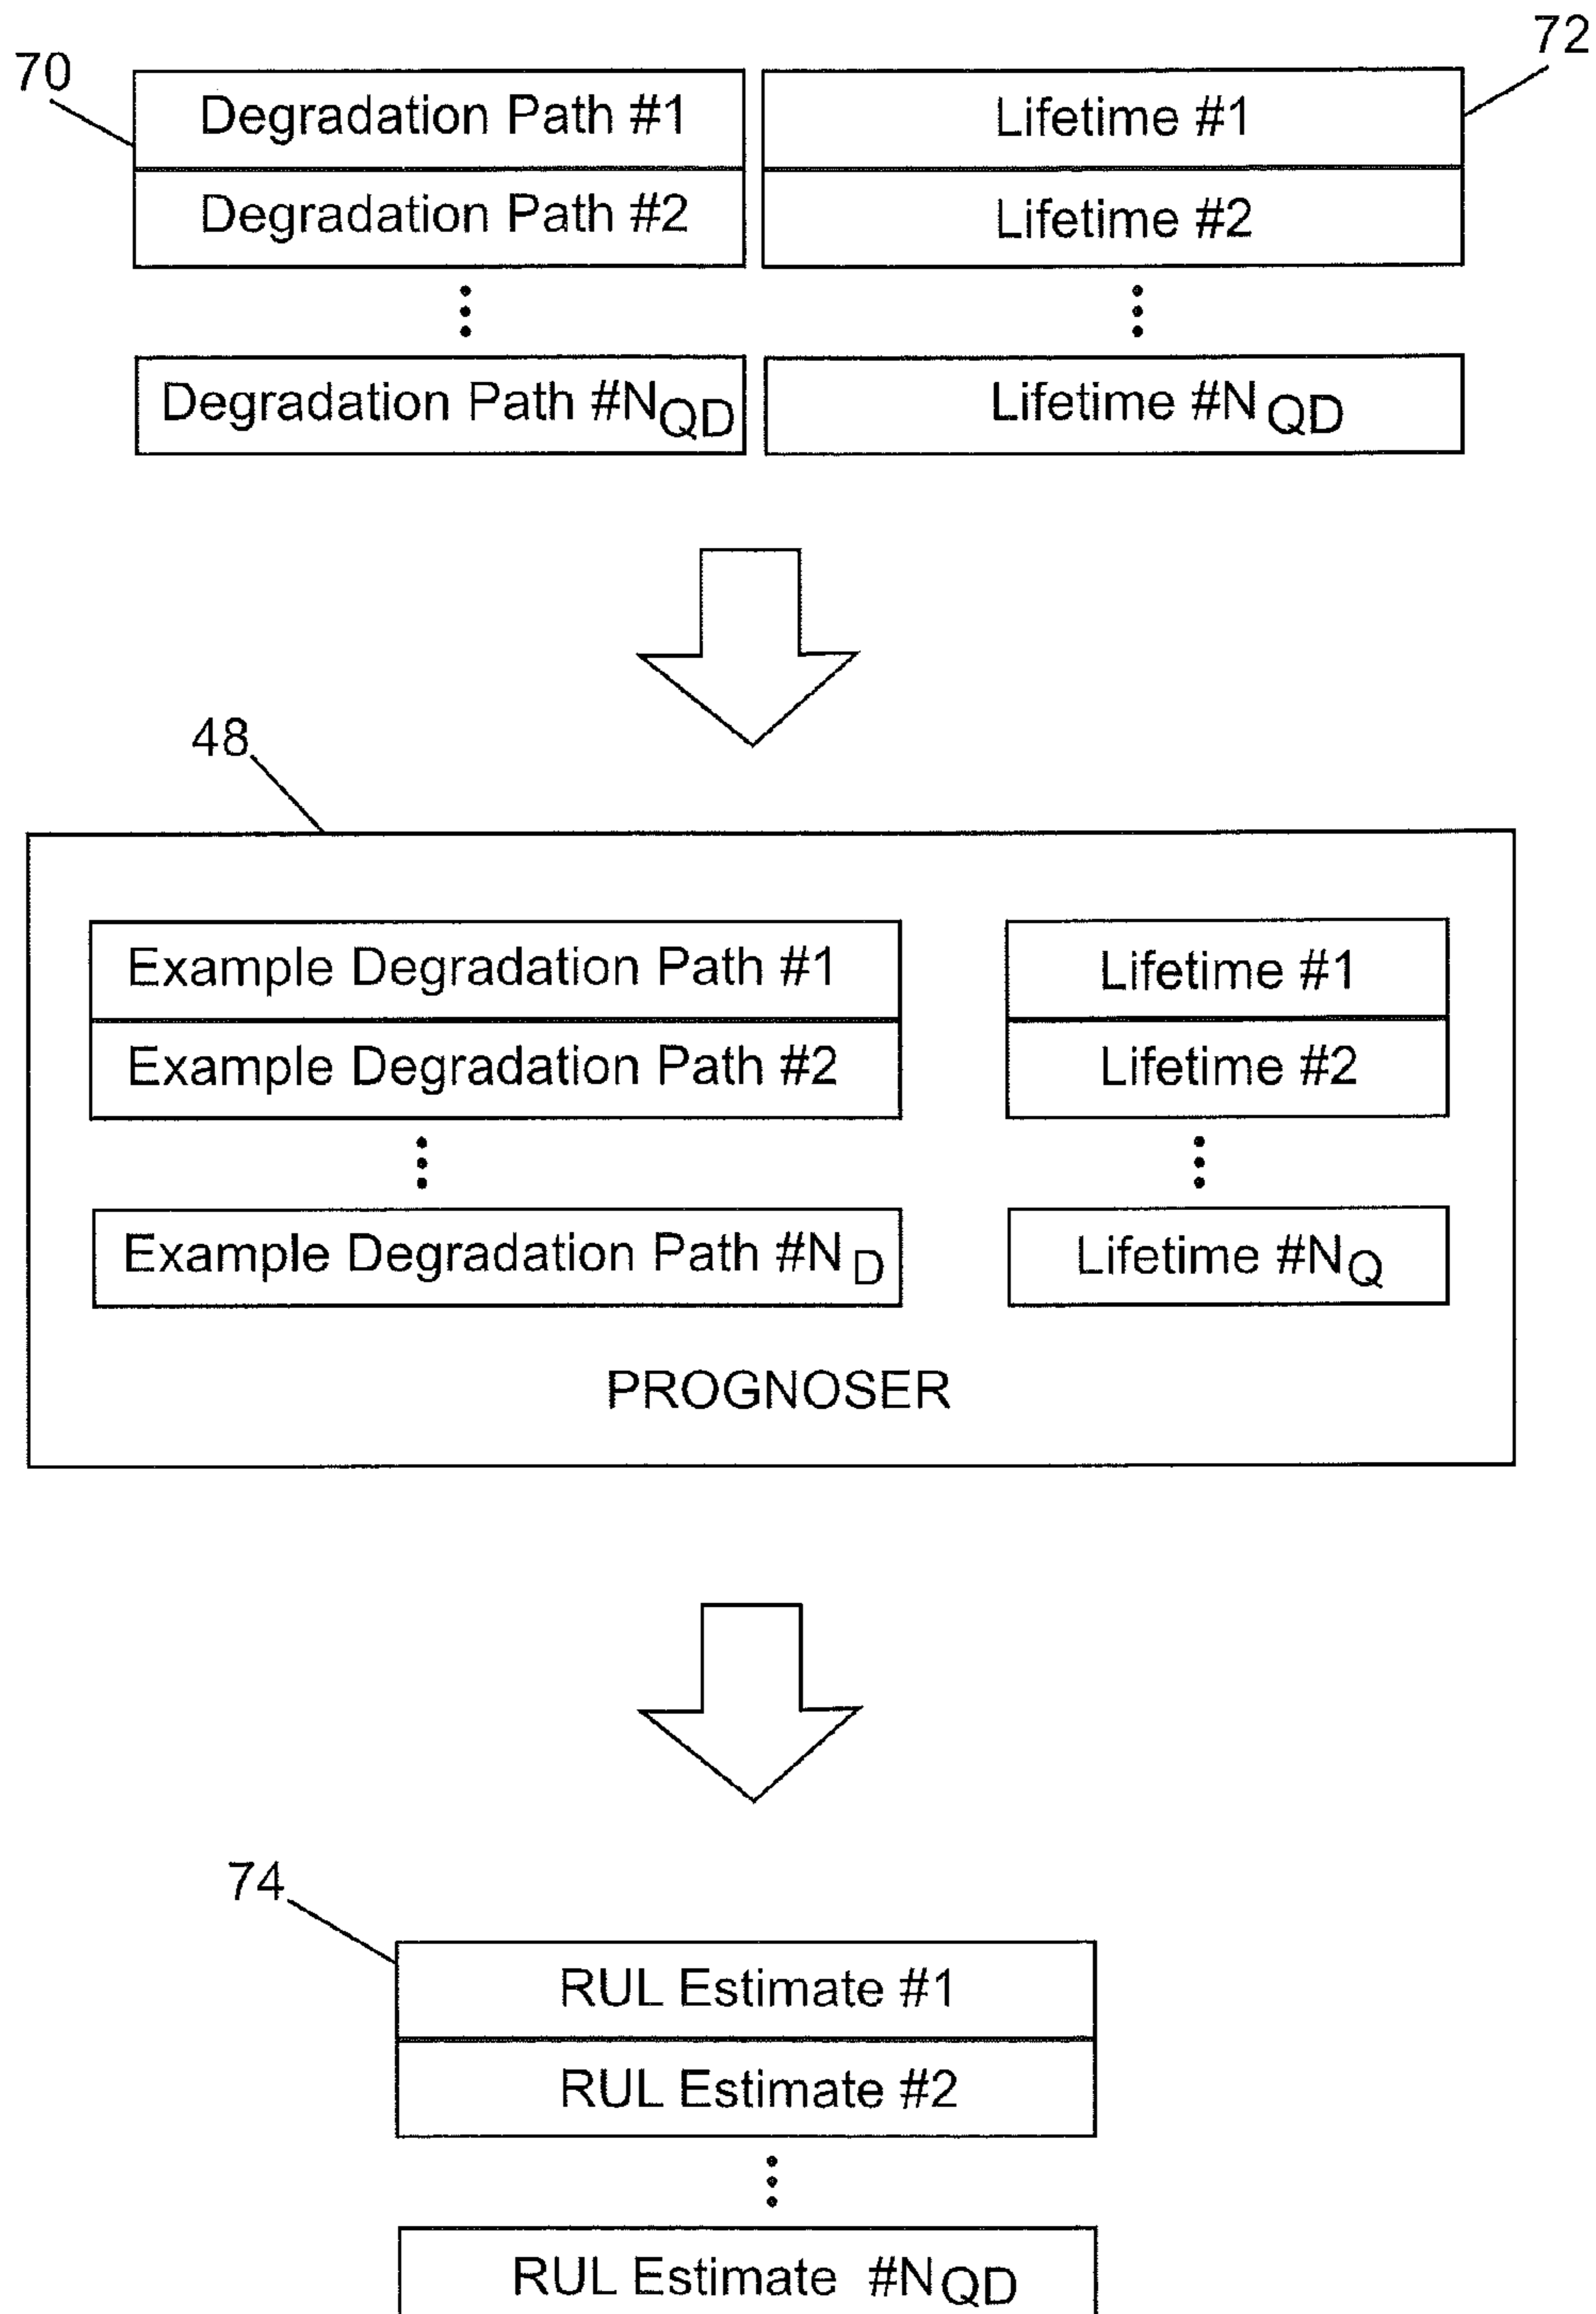 70
72
Degradation Path #1
Lifetime #1
Degradation Path #2
Lifetime #2
Degradation Path #NQD
Lifetime #NQD
48
Example Degradation Path #1
Lifetime #1
Example Degradation Path #2
Lifetime #2
Example Degradation Path #ND
Lifetime #NQ
PROGNOSER
74
RUL Estimate #1
RUL Estimate #2
RUL Estimate #NQD